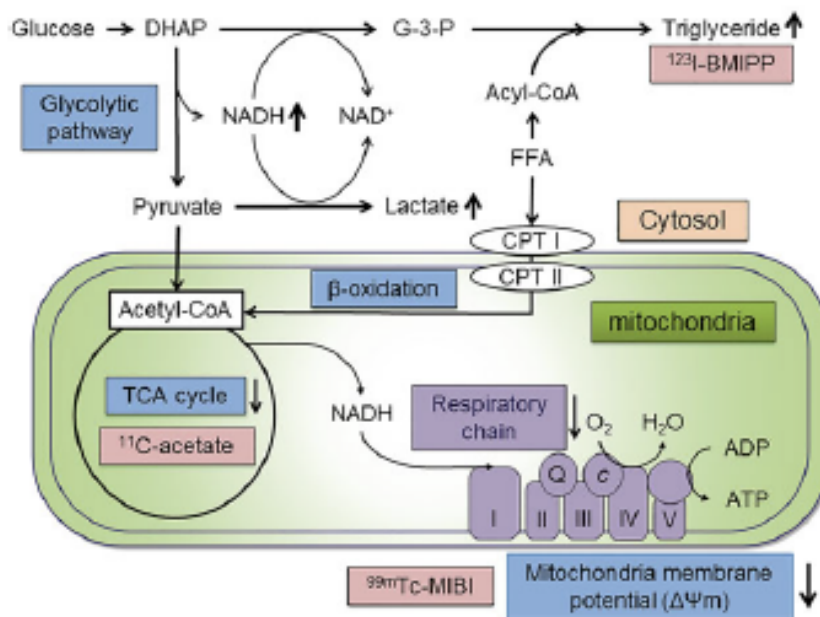 Glucose → DHAP → G-3-P → Triglyceride ↑
¹²³I-BMIPP
Glycolytic
pathway
NADH ↑ NAD⁺
Acyl-CoA
FFA
Pyruvate → Lactate ↑
Cytosol
CPT I
CPT II
β-oxidation
Acetyl-CoA
mitochondria
TCA cycle ↓
¹¹C-acetate
NADH
Respiratory
chain ↓
O₂ H₂O
ADP
ATP
Q c
I II III IV V
⁹⁹ᵐTc-MIBI
Mitochondria membrane
potential (ΔΨm) ↓